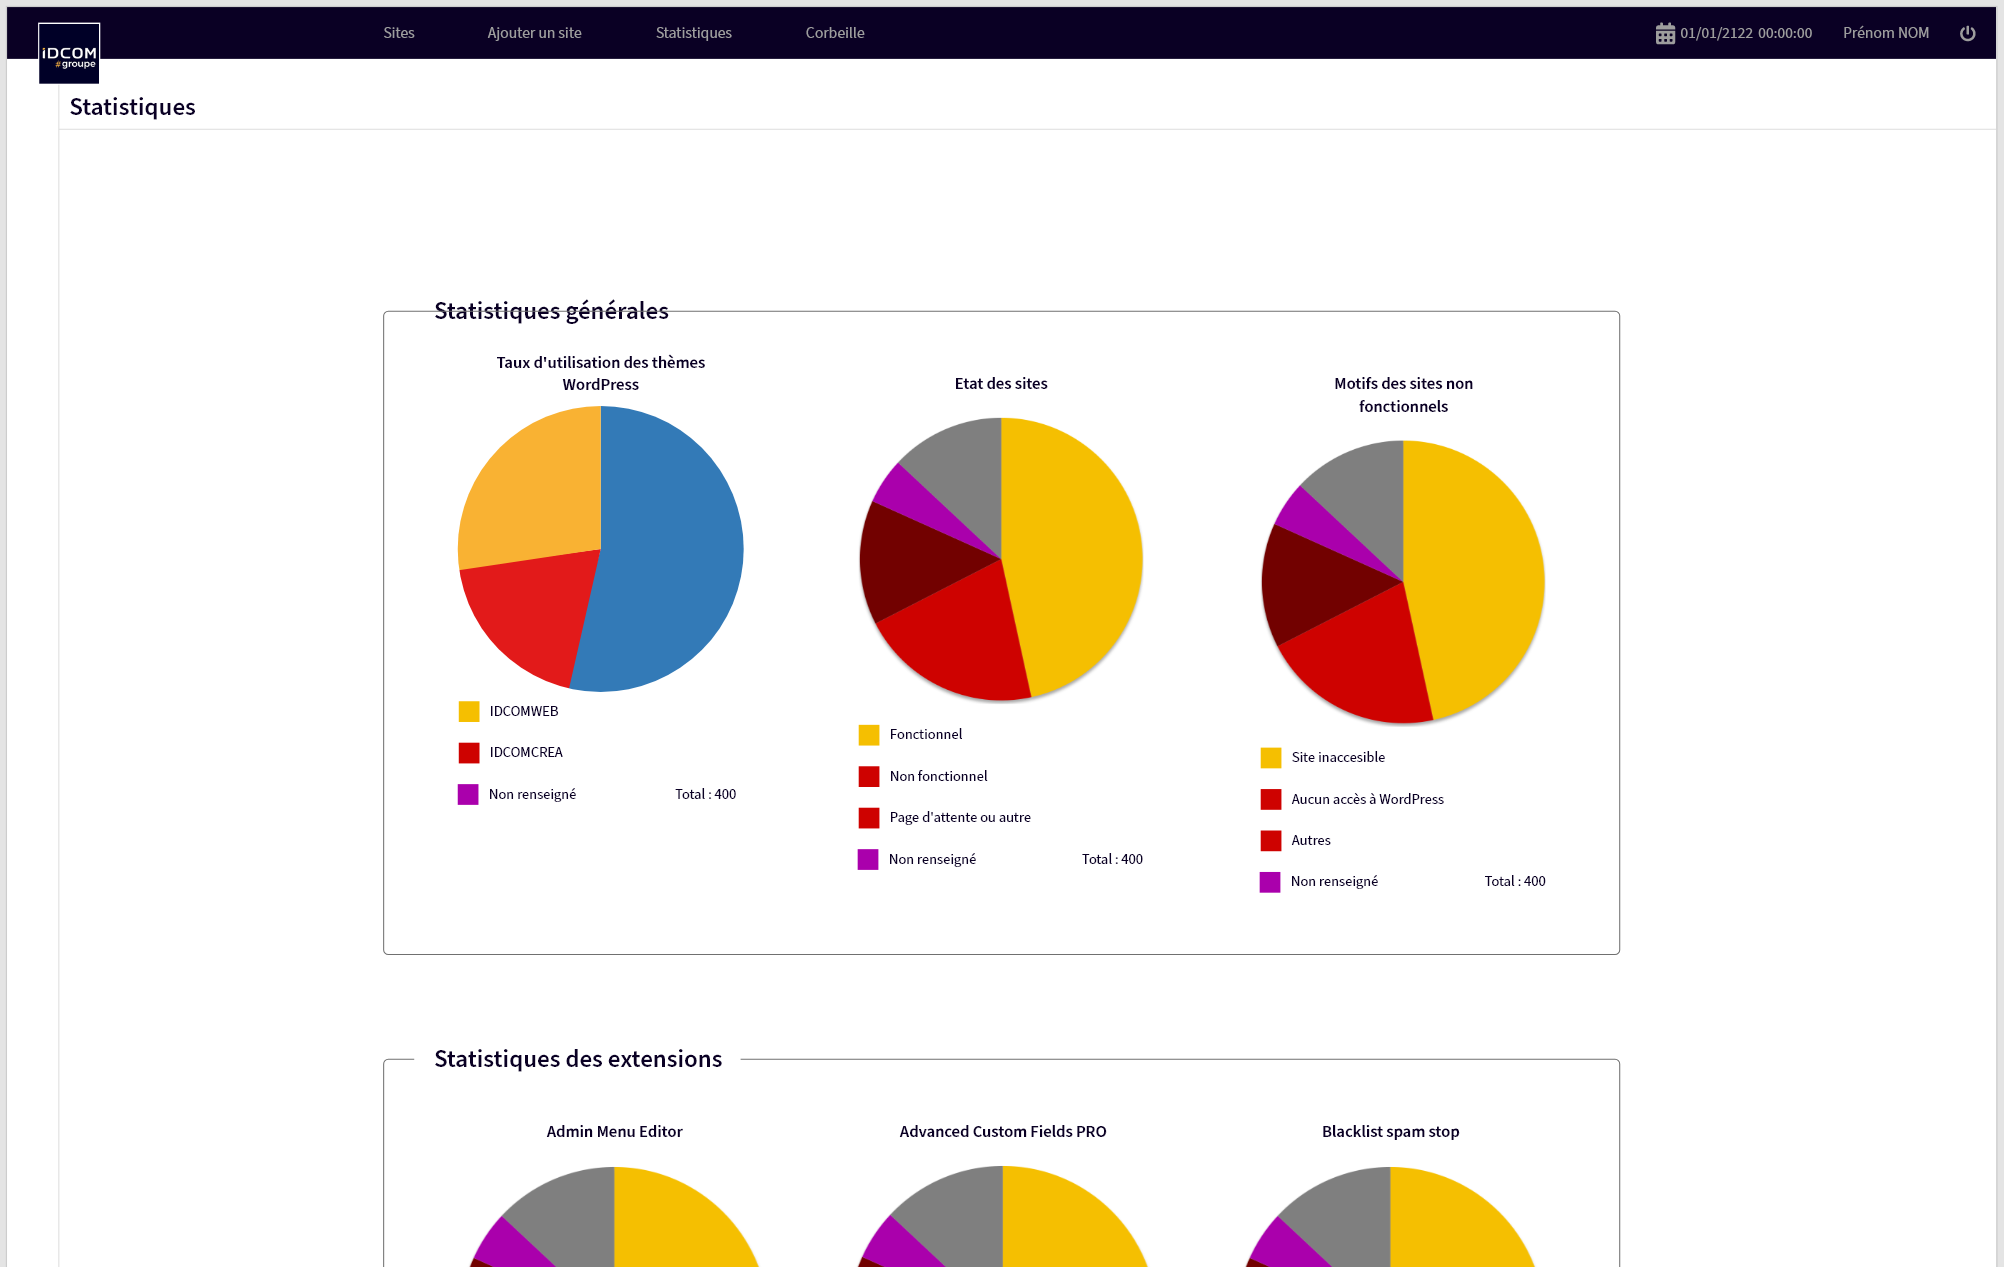 iDCOM
#groupe
Sites
Ajouter un site
Statistiques
Corbeille
01/01/2122 00:00:00
Prénom NOM
Statistiques
Statistiques générales
Taux d'utilisation des thèmes
WordPress
IDCOMWEB
IDCOMCREA
Non renseigné
Total : 400
Etat des sites
Fonctionnel
Non fonctionnel
Page d'attente ou autre
Non renseigné
Total : 400
Motifs des sites non
fonctionnels
Site inaccesible
Aucun accès à WordPress
Autres
Non renseigné
Total : 400
Statistiques des extensions
Admin Menu Editor
Advanced Custom Fields PRO
Blacklist spam stop